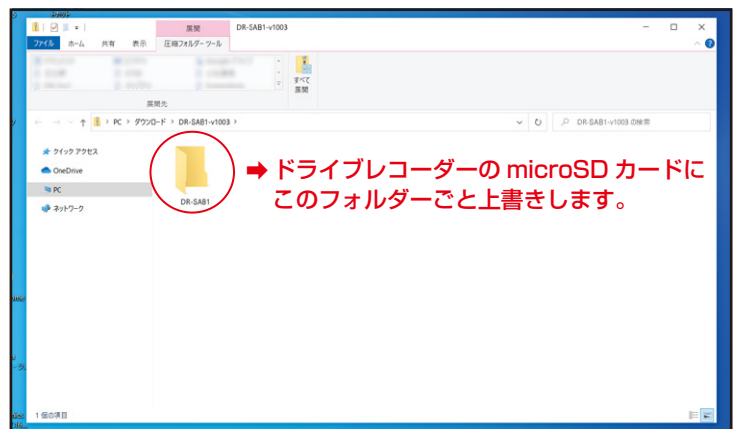 展開
DR-SAB1-v1003
ファイル
ホーム
共有
表示
圧縮フォルダー ツール
すべて
展開
展開先
PC > ダウンロード > DR-SAB1-v1003 >
DR-SAB1-v1003 の検索
クイック アクセス
OneDrive
PC
ネットワーク
DR-SAB1
➡ ドライブレコーダーの microSD カードに
このフォルダーごと上書きします。
1 個の項目